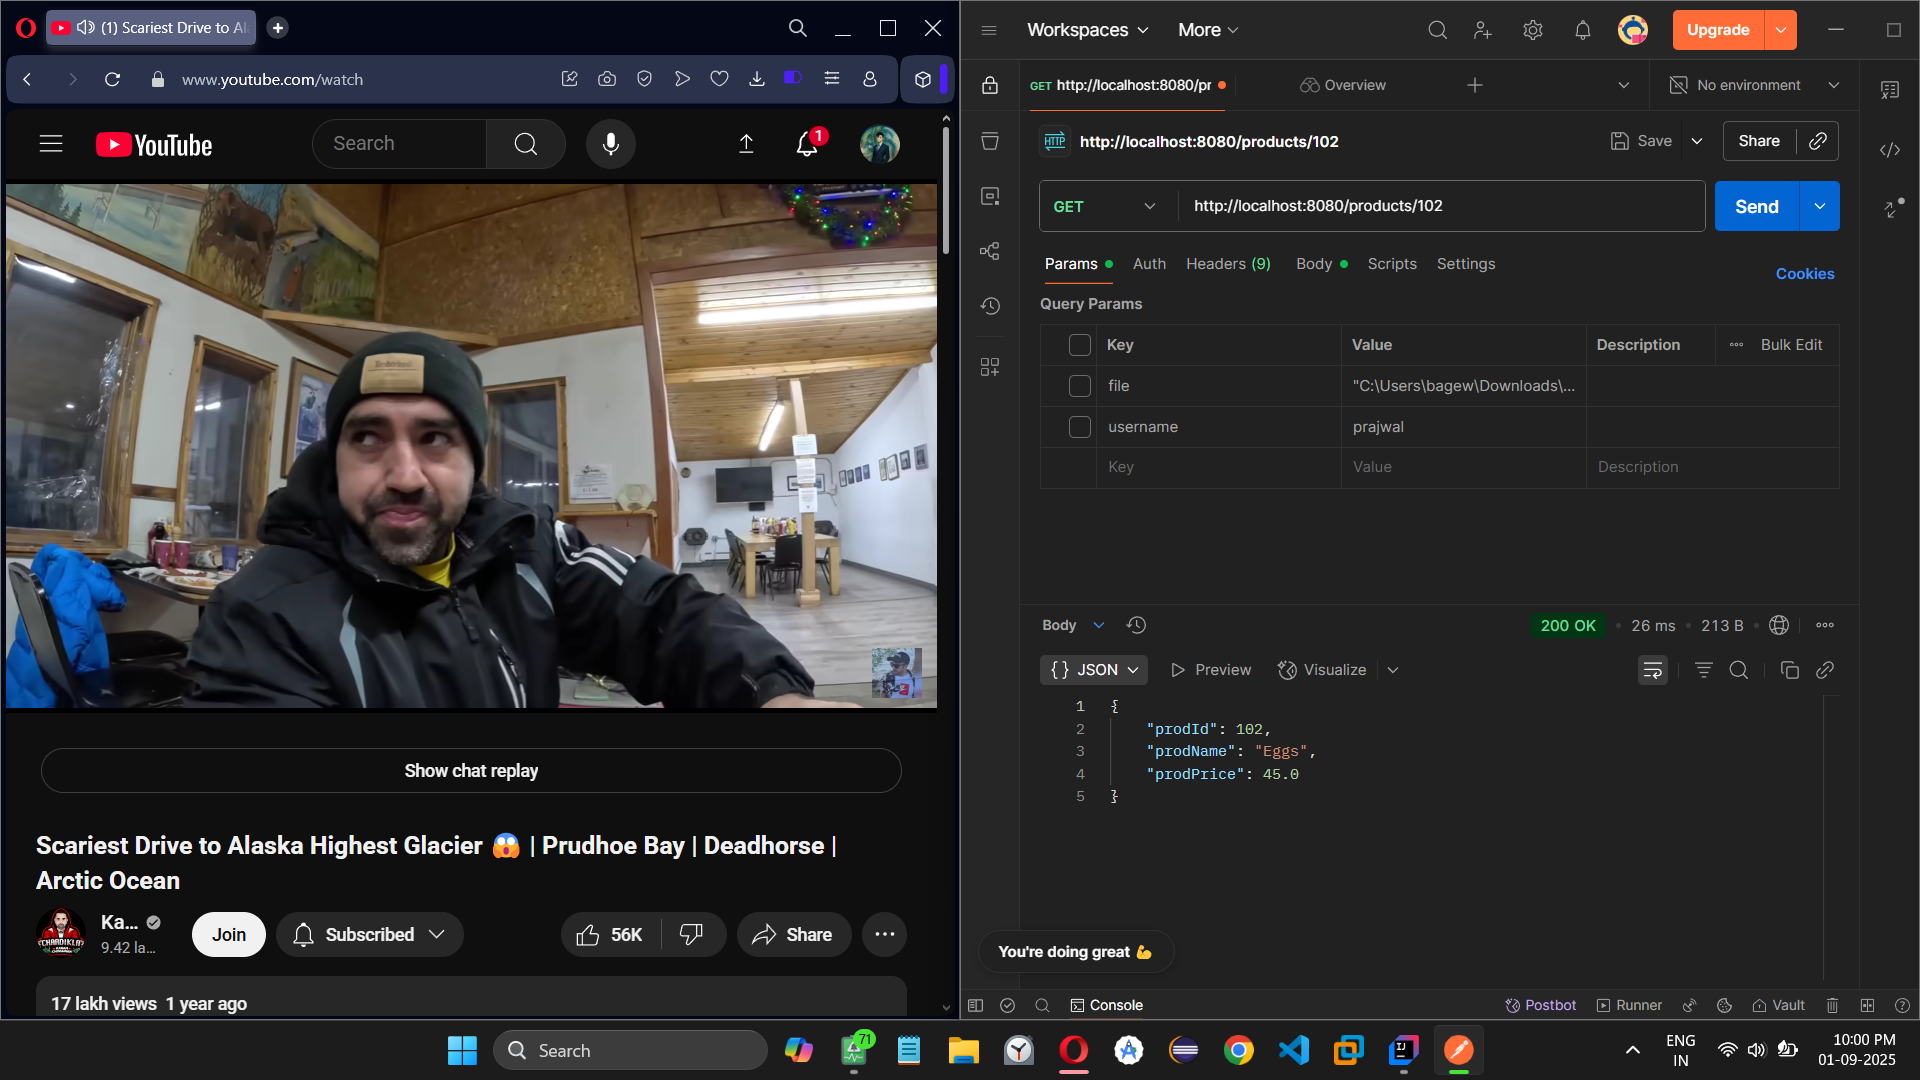 (1) Scariest Drive to Al
www.youtube.com/watch
YouTube
Search
1
Show chat replay
Scariest Drive to Alaska Highest Glacier 😱 | Prudhoe Bay | Deadhorse |
Arctic Ocean
Ka...
9.42 la...
Join
Subscribed
56K
Share
17 lakh views 1 year ago
Workspaces
More
Upgrade
GET http://localhost:8080/pr
Overview
No environment
HTTP
http://localhost:8080/products/102
Save
Share
GET
http://localhost:8080/products/102
Send
Params
Auth
Headers (9)
Body
Scripts
Settings
Cookies
Query Params
Key
Value
Description
Bulk Edit
file
"C:\Users\bagew\Downloads\...
username
prajwal
Key
Value
Description
Body
200 OK
26 ms
213 B
{} JSON
Preview
Visualize
1 {
2 "prodId": 102,
3 "prodName": "Eggs",
4 "prodPrice": 45.0
5 }
You're doing great 💪
Console
Postbot
Runner
Vault
Search
71
IJ
ENG
IN
10:00 PM
01-09-2025